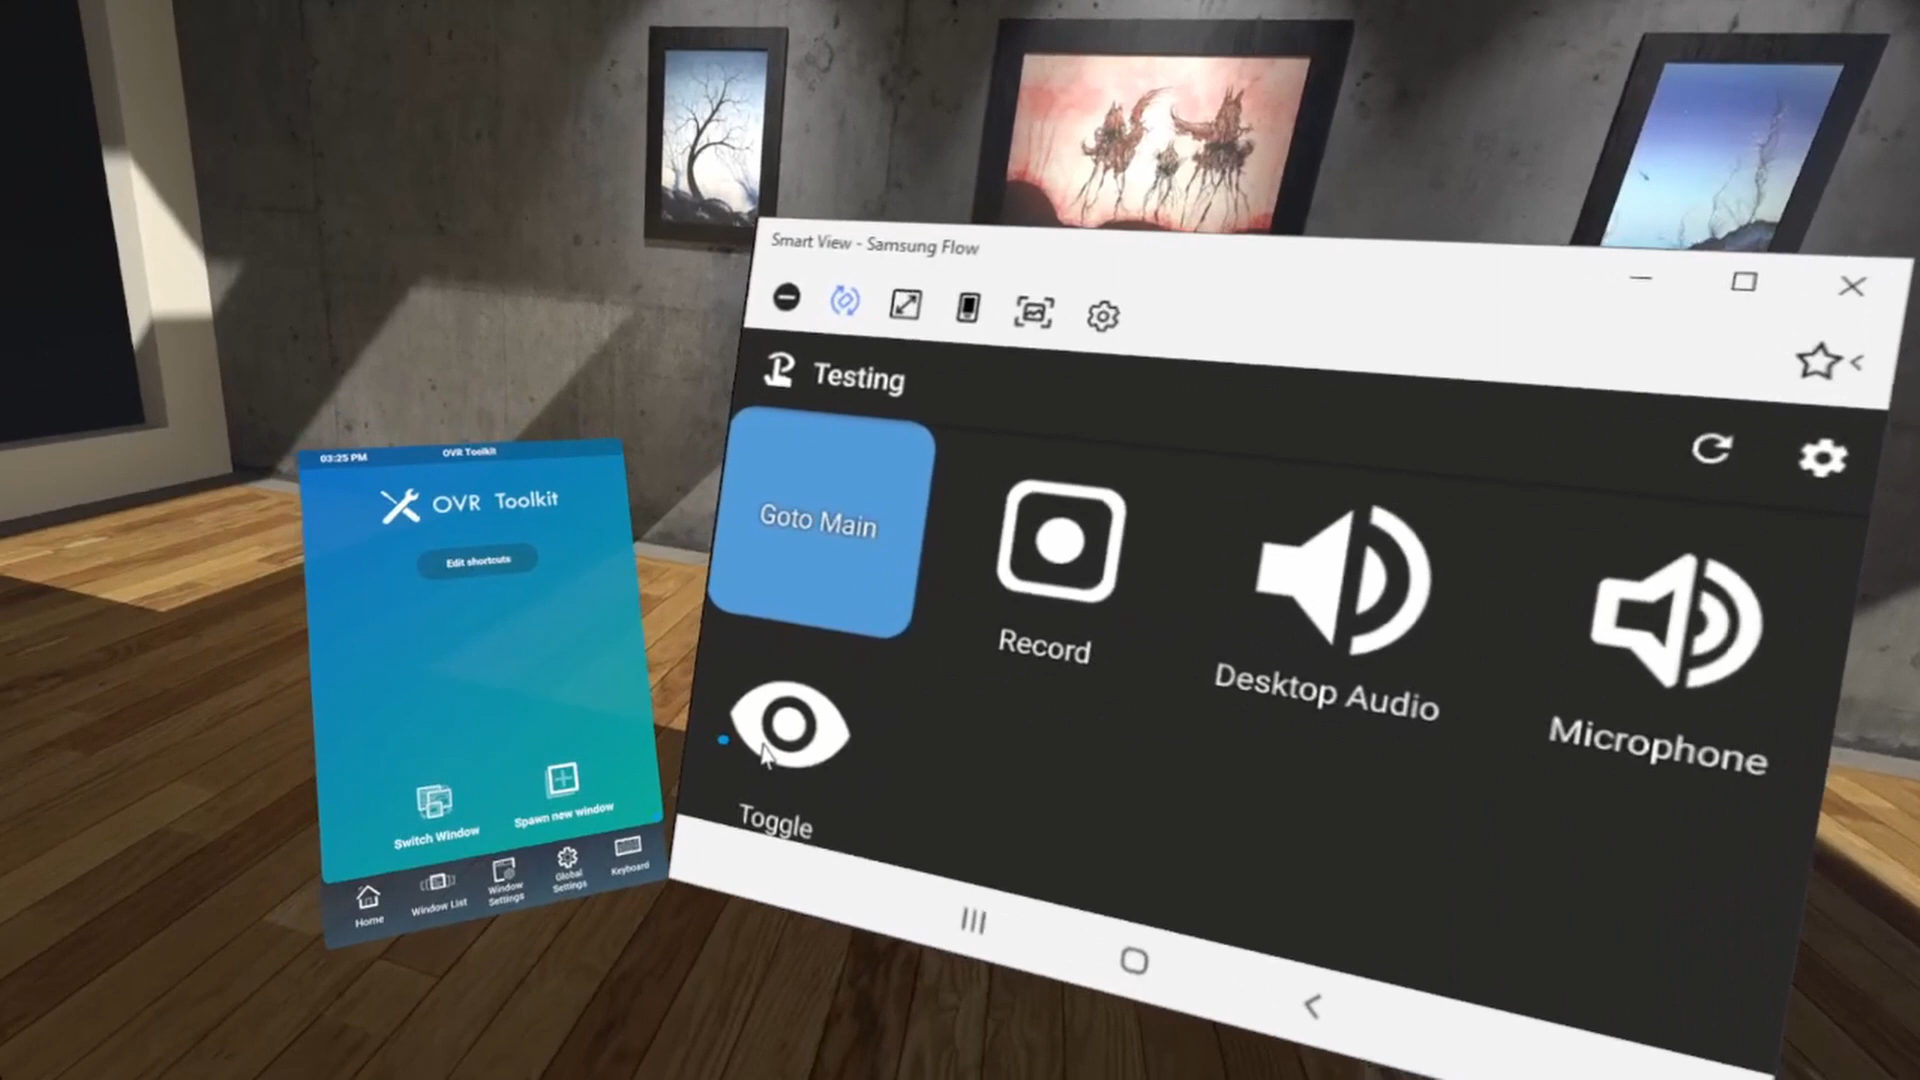 Smart View - Samsung Flow
Testing
Goto Main
Record
Desktop Audio
Microphone
Toggle
03:25 PM
OVR Toolkit
OVR Toolkit
Edit shortcuts
Switch Window
Spawn new window
Home
Window List
Window
Settings
Global
Settings
Keyboard